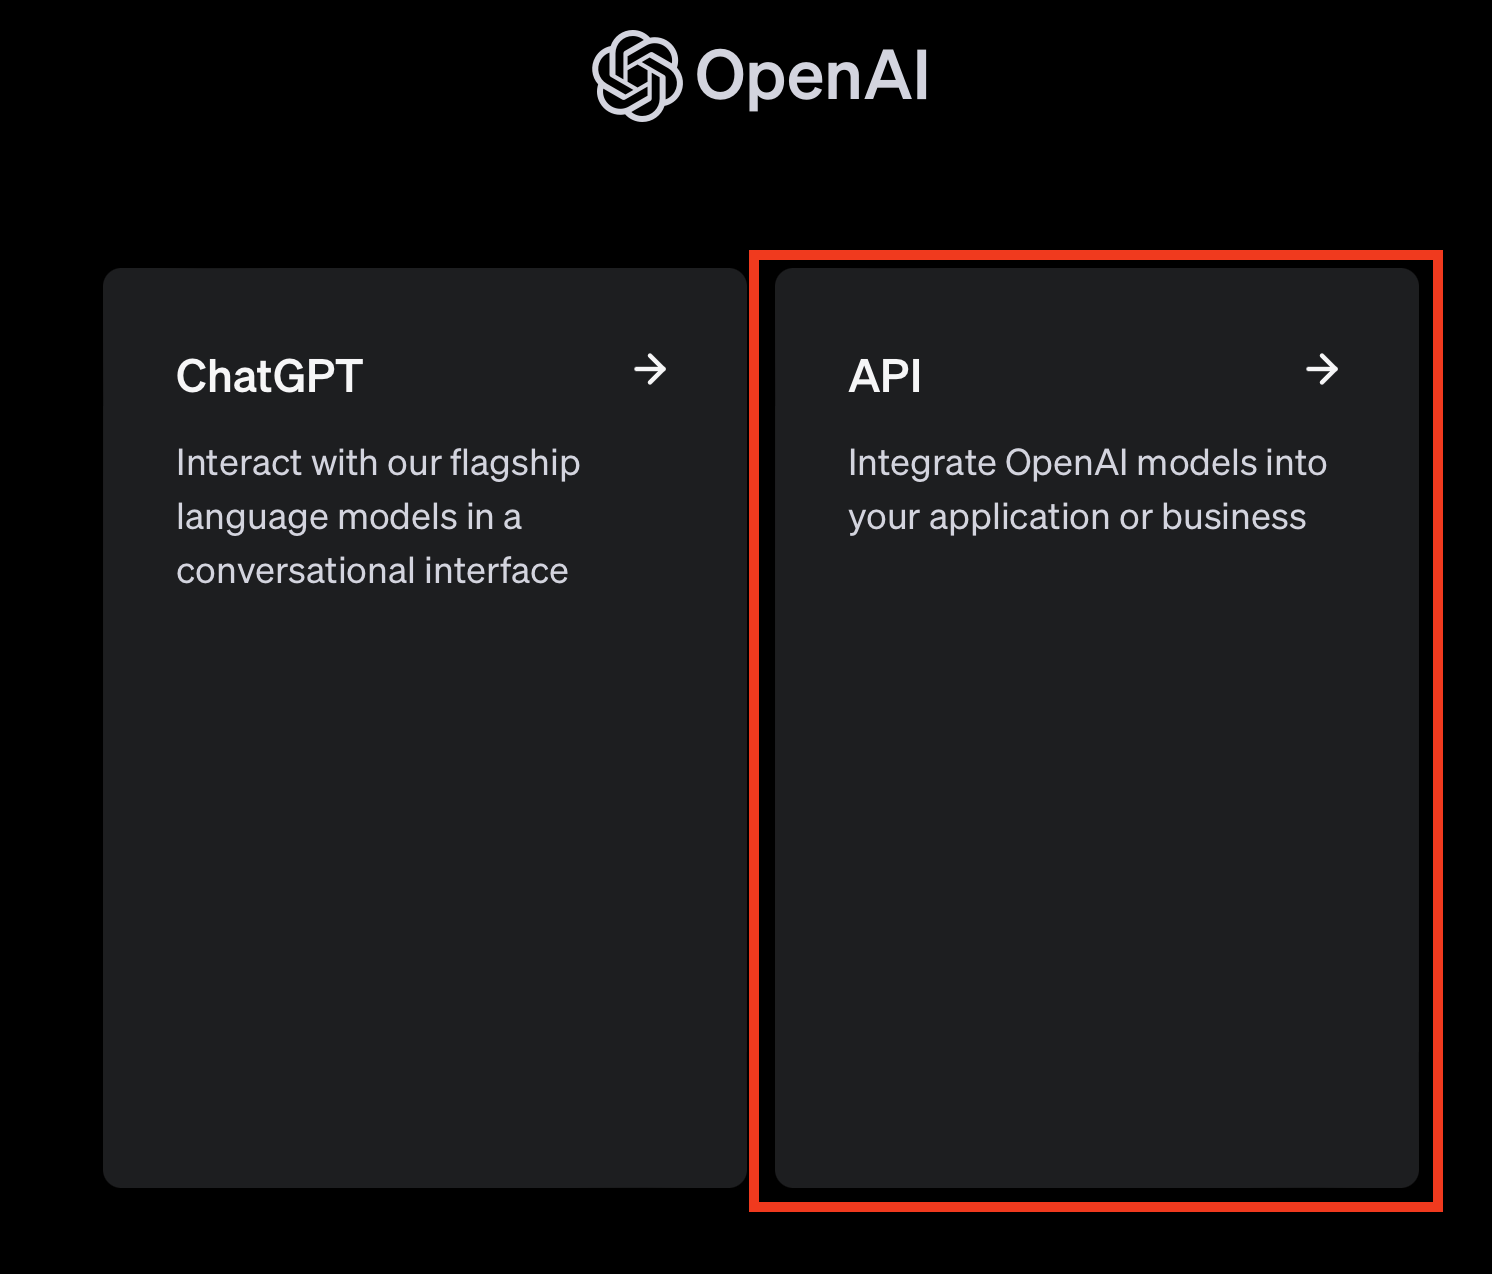 OpenAI
ChatGPT
Interact with our flagship
language models in a
conversational interface
API
Integrate OpenAI models into
your application or business